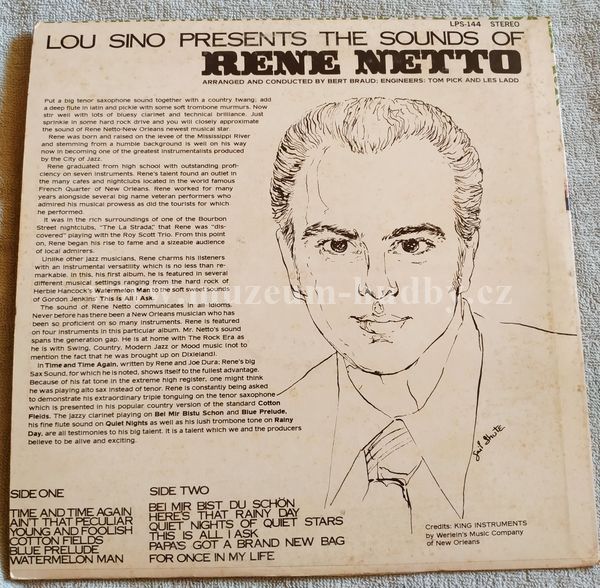 LPS-144 STEREO
LOU SINO PRESENTS THE SOUNDS OF
RENE NETTO
ARRANGED AND CONDUCTED BY BERT BRAUD; ENGINEERS: TOM PICK AND LES LADD
Put a big tenor saxophone sound together with a country twang; add
a deep flute in latin and pickle with some soft trombone murmurs. Now
stir well with lots of bluesy clarinet and technical brilliance. Just
sprinkle in some hard rock drive and you will closely approximate
the sound of Rene Netto-New Orleans newest musical star.
Rene was born and raised on the levee of the Mississippi River
and stemming from a humble background is well on his way
now in becoming one of the greatest instrumentalists produced
by the City of Jazz.
Rene graduated from high school with outstanding profi-
ciency on seven instruments. Rene's talent found an outlet in
the many cafes and nightclubs located in the world famous
French Quarter of New Orleans. Rene worked for many
years alongside several big name veteran performers who
admired his musical prowess as did the tourists for which
he performed.
It was in the rich surroundings of one of the Bourbon
Street nightclubs, "The La Strada," that Rene was "dis-
covered" playing with the Roy Scott Trio. From this point
on, Rene began his rise to fame and a sizeable audience
of local admirers.
Unlike other Jazz musicians, Rene charms his listeners
with an instrumental versatility which is no less than re-
markable. In this, his first album, he is featured in several
different musical settings ranging from the hard rock of
Herbie Hancock's Watermelon Man to the soft sweet sounds
of Gordon Jenkins' This is All I Ask.
The sound of Rene Netto communicates in all idioms.
Never before has there been a New Orleans musician who has
been so proficient on so many instruments. Rene is featured
on four instruments in this particular album. Mr. Netto's sound
spans the generation gap. He is at home with The Rock Era as
he is with Swing, Country, Modern Jazz or Mood music (not to
mention the fact that he was brought up on Dixieland).
In Time and Time Again, written by Rene and Joe Dura; Rene's big
Sax Sound, for which he is noted, shows itself to the fullest advantage.
Because of his fat tone in the extreme high register, one might think
he was playing alto sax instead of tenor. Rene is constantly being asked
to demonstrate his extraordinary triple tonguing on the tenor saxophone
which is presented in his popular country version of the standard Cotton
Fields. The jazzy clarinet playing on Bei Mir Bistu Schon and Blue Prelude,
his fine flute sound on Quiet Nights as well as his lush trombone tone on Rainy
Day, are all testimonies to his big talent. It is a talent which we and the producers
believe to be alive and exciting.
www.muzeum-hudby.cz
SIDE ONE
TIME AND TIME AGAIN
AIN'T THAT PECULIAR
YOUNG AND FOOLISH
COTTON FIELDS
BLUE PRELUDE
WATERMELON MAN
SIDE TWO
BEI MIR BIST DU SCHÖN
HERE'S THAT RAINY DAY
QUIET NIGHTS OF QUIET STARS
THIS IS ALL I ASK
PAPA'S GOT A BRAND NEW BAG
FOR ONCE IN MY LIFE
Credits: KING INSTRUMENTS
by Werlein's Music Company
of New Orleans